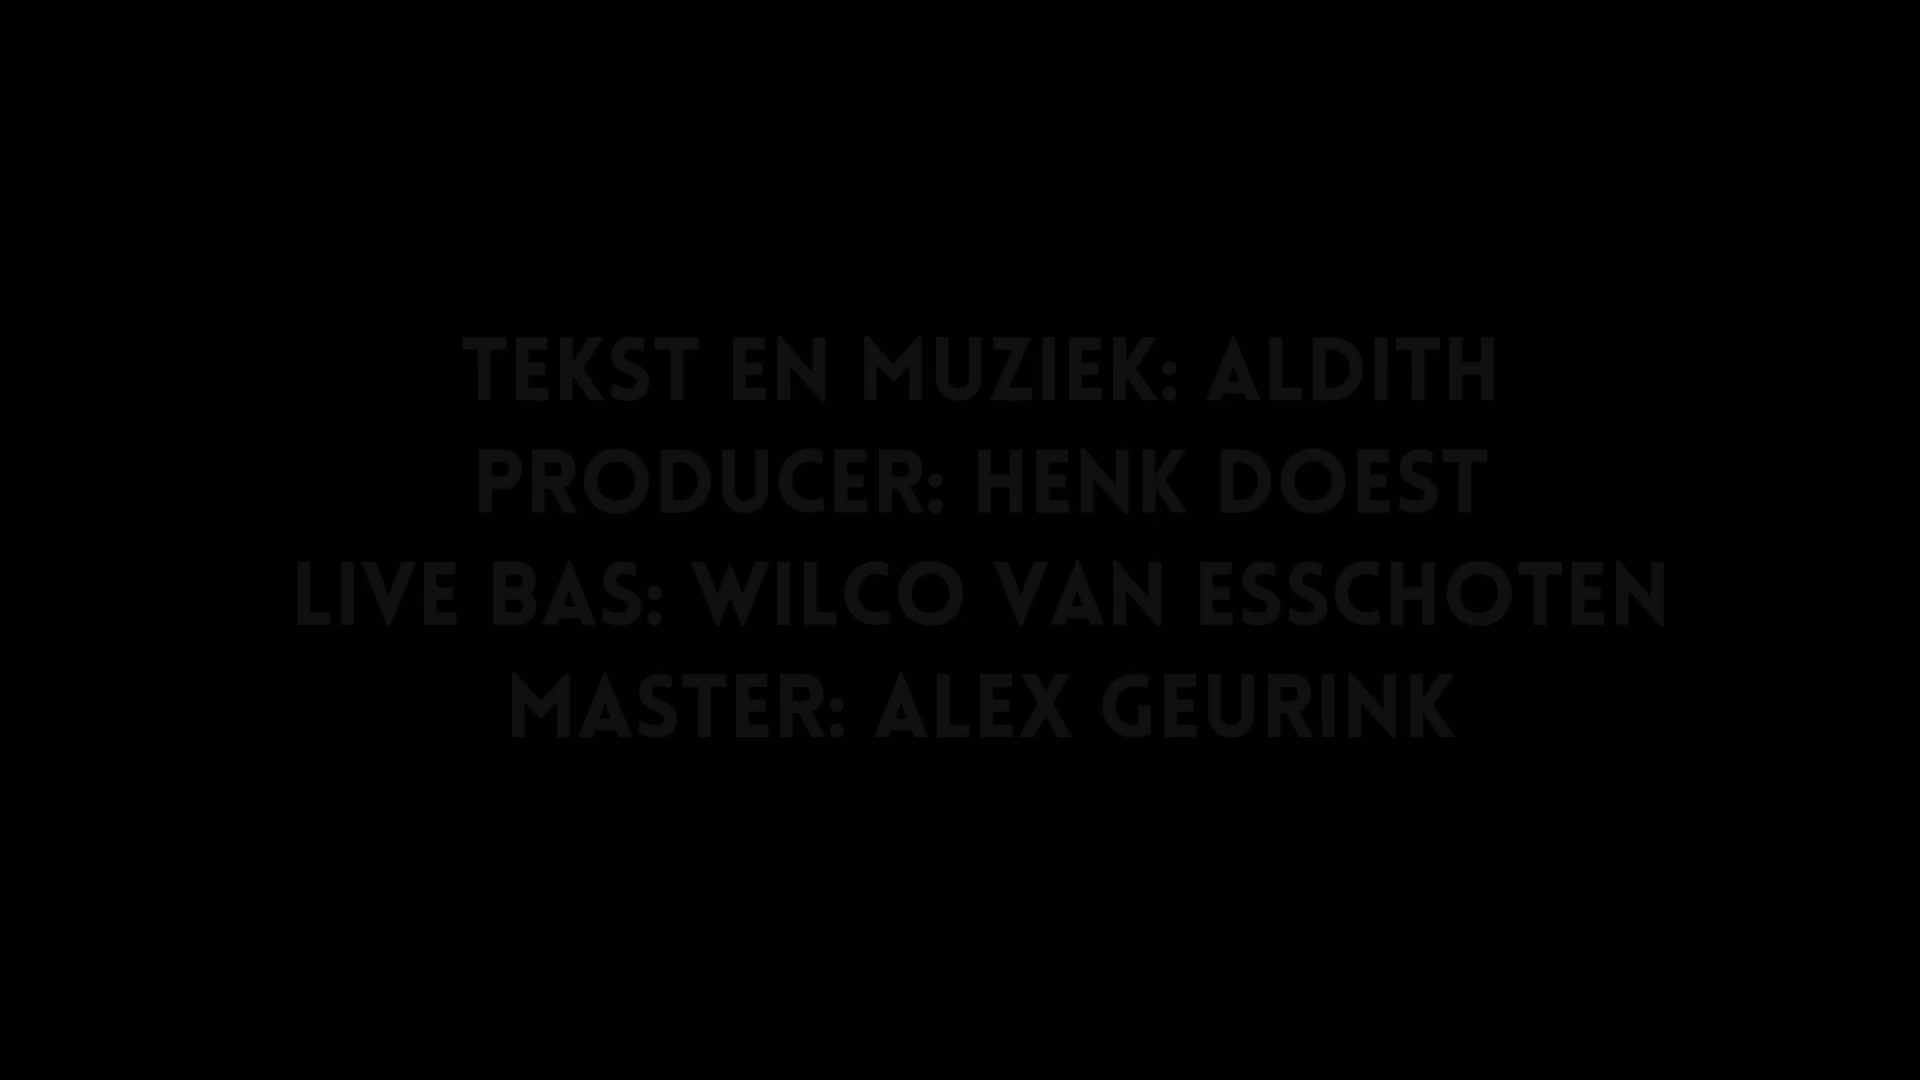 TEKST EN MUZIEK: ALDITH
PRODUCER: HENK DOEST
LIVE BAS: WILCO VAN ESSCHOTEN
MASTER: ALEX GEURINK